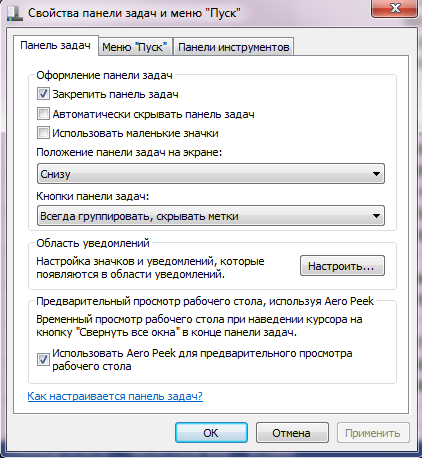 Свойства панели задач и меню "Пуск"
Панель задач
Меню "Пуск"
Панели инструментов
Оформление панели задач
Закрепить панель задач
Автоматически скрывать панель задач
Использовать маленькие значки
Положение панели задач на экране:
Снизу
Кнопки панели задач:
Всегда группировать, скрывать метки
Область уведомлений
Настройка значков и уведомлений, которые
появляются в области уведомлений.
Настроить...
Предварительный просмотр рабочего стола, используя Aero Peek
Временный просмотр рабочего стола при наведении курсора на
кнопку "Свернуть все окна" в конце панели задач.
Использовать Aero Peek для предварительного просмотра
рабочего стола
Как настраивается панель задач?
ОК
Отмена
Применить